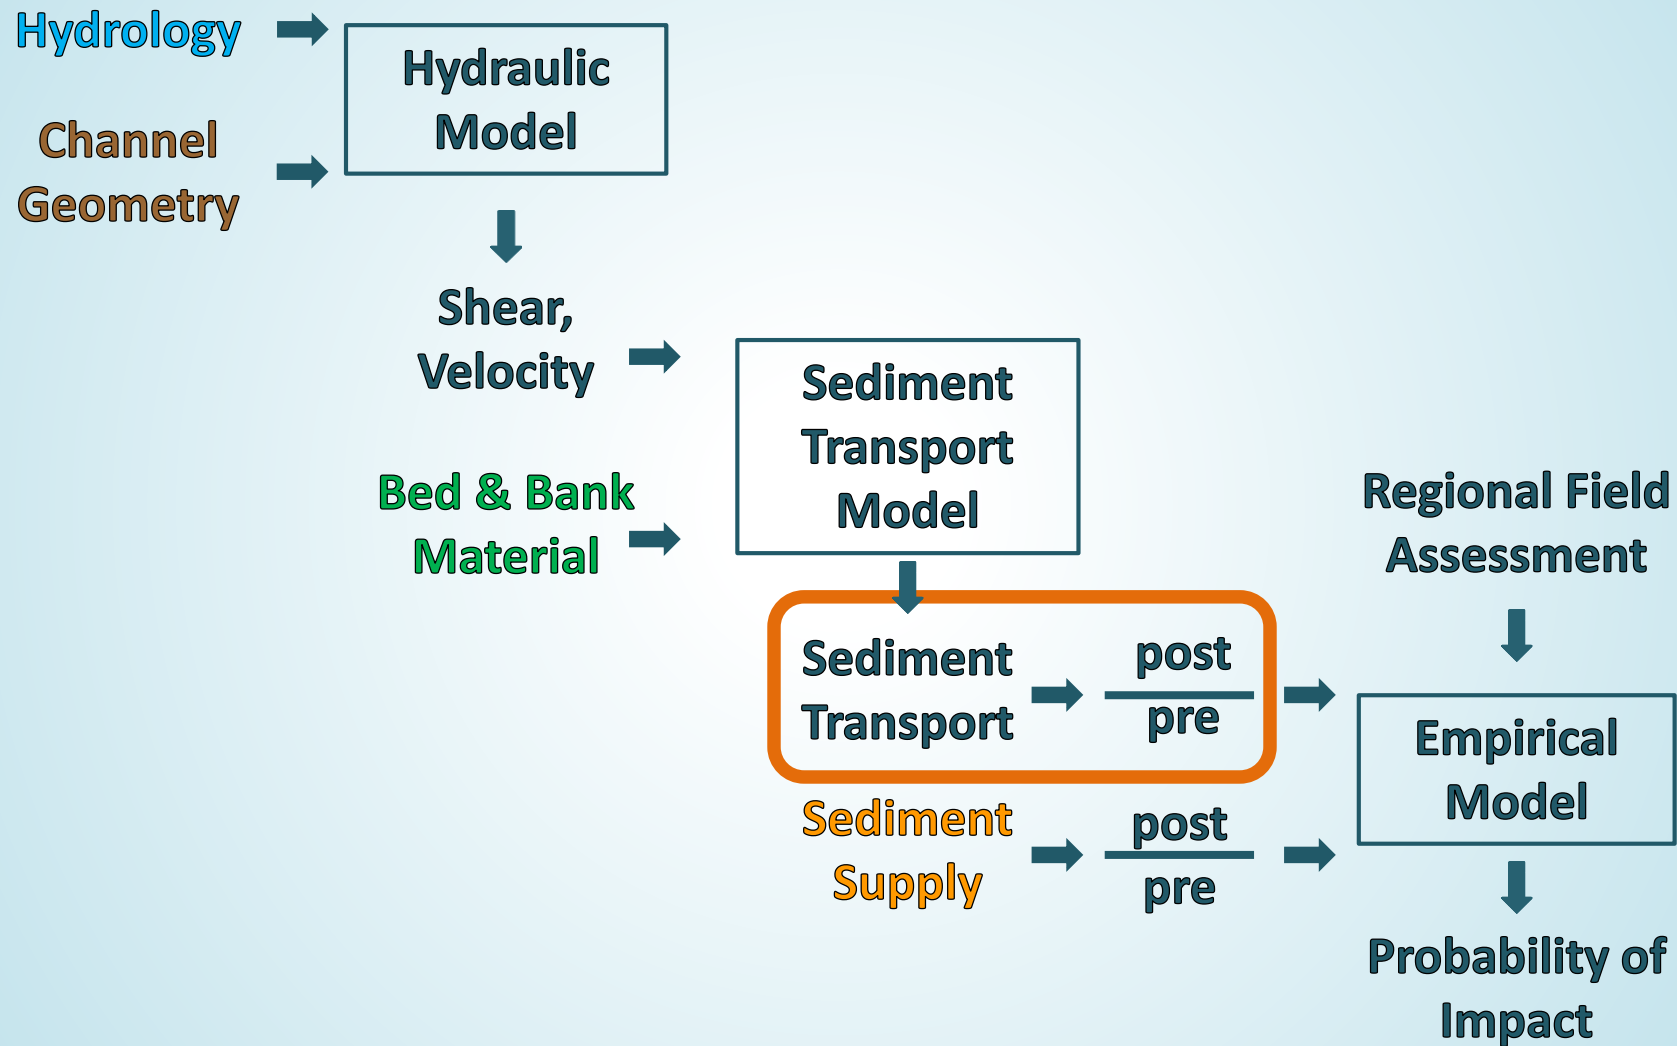 Hydrology
Hydraulic
Model
Channel
Geometry
Shear,
Velocity
Sediment
Transport
Model
Bed & Bank
Material
Regional Field
Assessment
Sediment
Transport
post
pre
Empirical
Model
Sediment
Supply
post
pre
Probability of
Impact